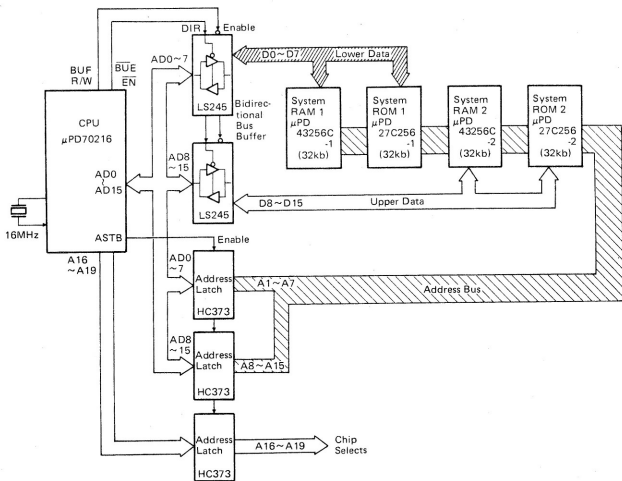 DIR
Enable
BUF
R/W
BUE
EN
AD0~7
D0~D7
Lower Data
LS245
Bidirec-
tional
Bus
Buffer
CPU
μPD70216
AD0
~
AD15
16MHz
ASTB
A16
~A19
System
RAM 1
μPD
43256C
-1
(32kb)
System
ROM 1
μPD
27C256
-1
(32kb)
System
RAM 2
μPD
43256C
-2
(32kb)
System
ROM 2
μPD
27C256
-2
(32kb)
AD8
~
15
LS245
D8~D15
Upper Data
Enable
AD0
~7
Address
Latch
HC373
A1~A7
Address Bus
AD8
~15
Address
Latch
HC373
A8~A15
Address
Latch
HC373
A16~A19
Chip
Selects